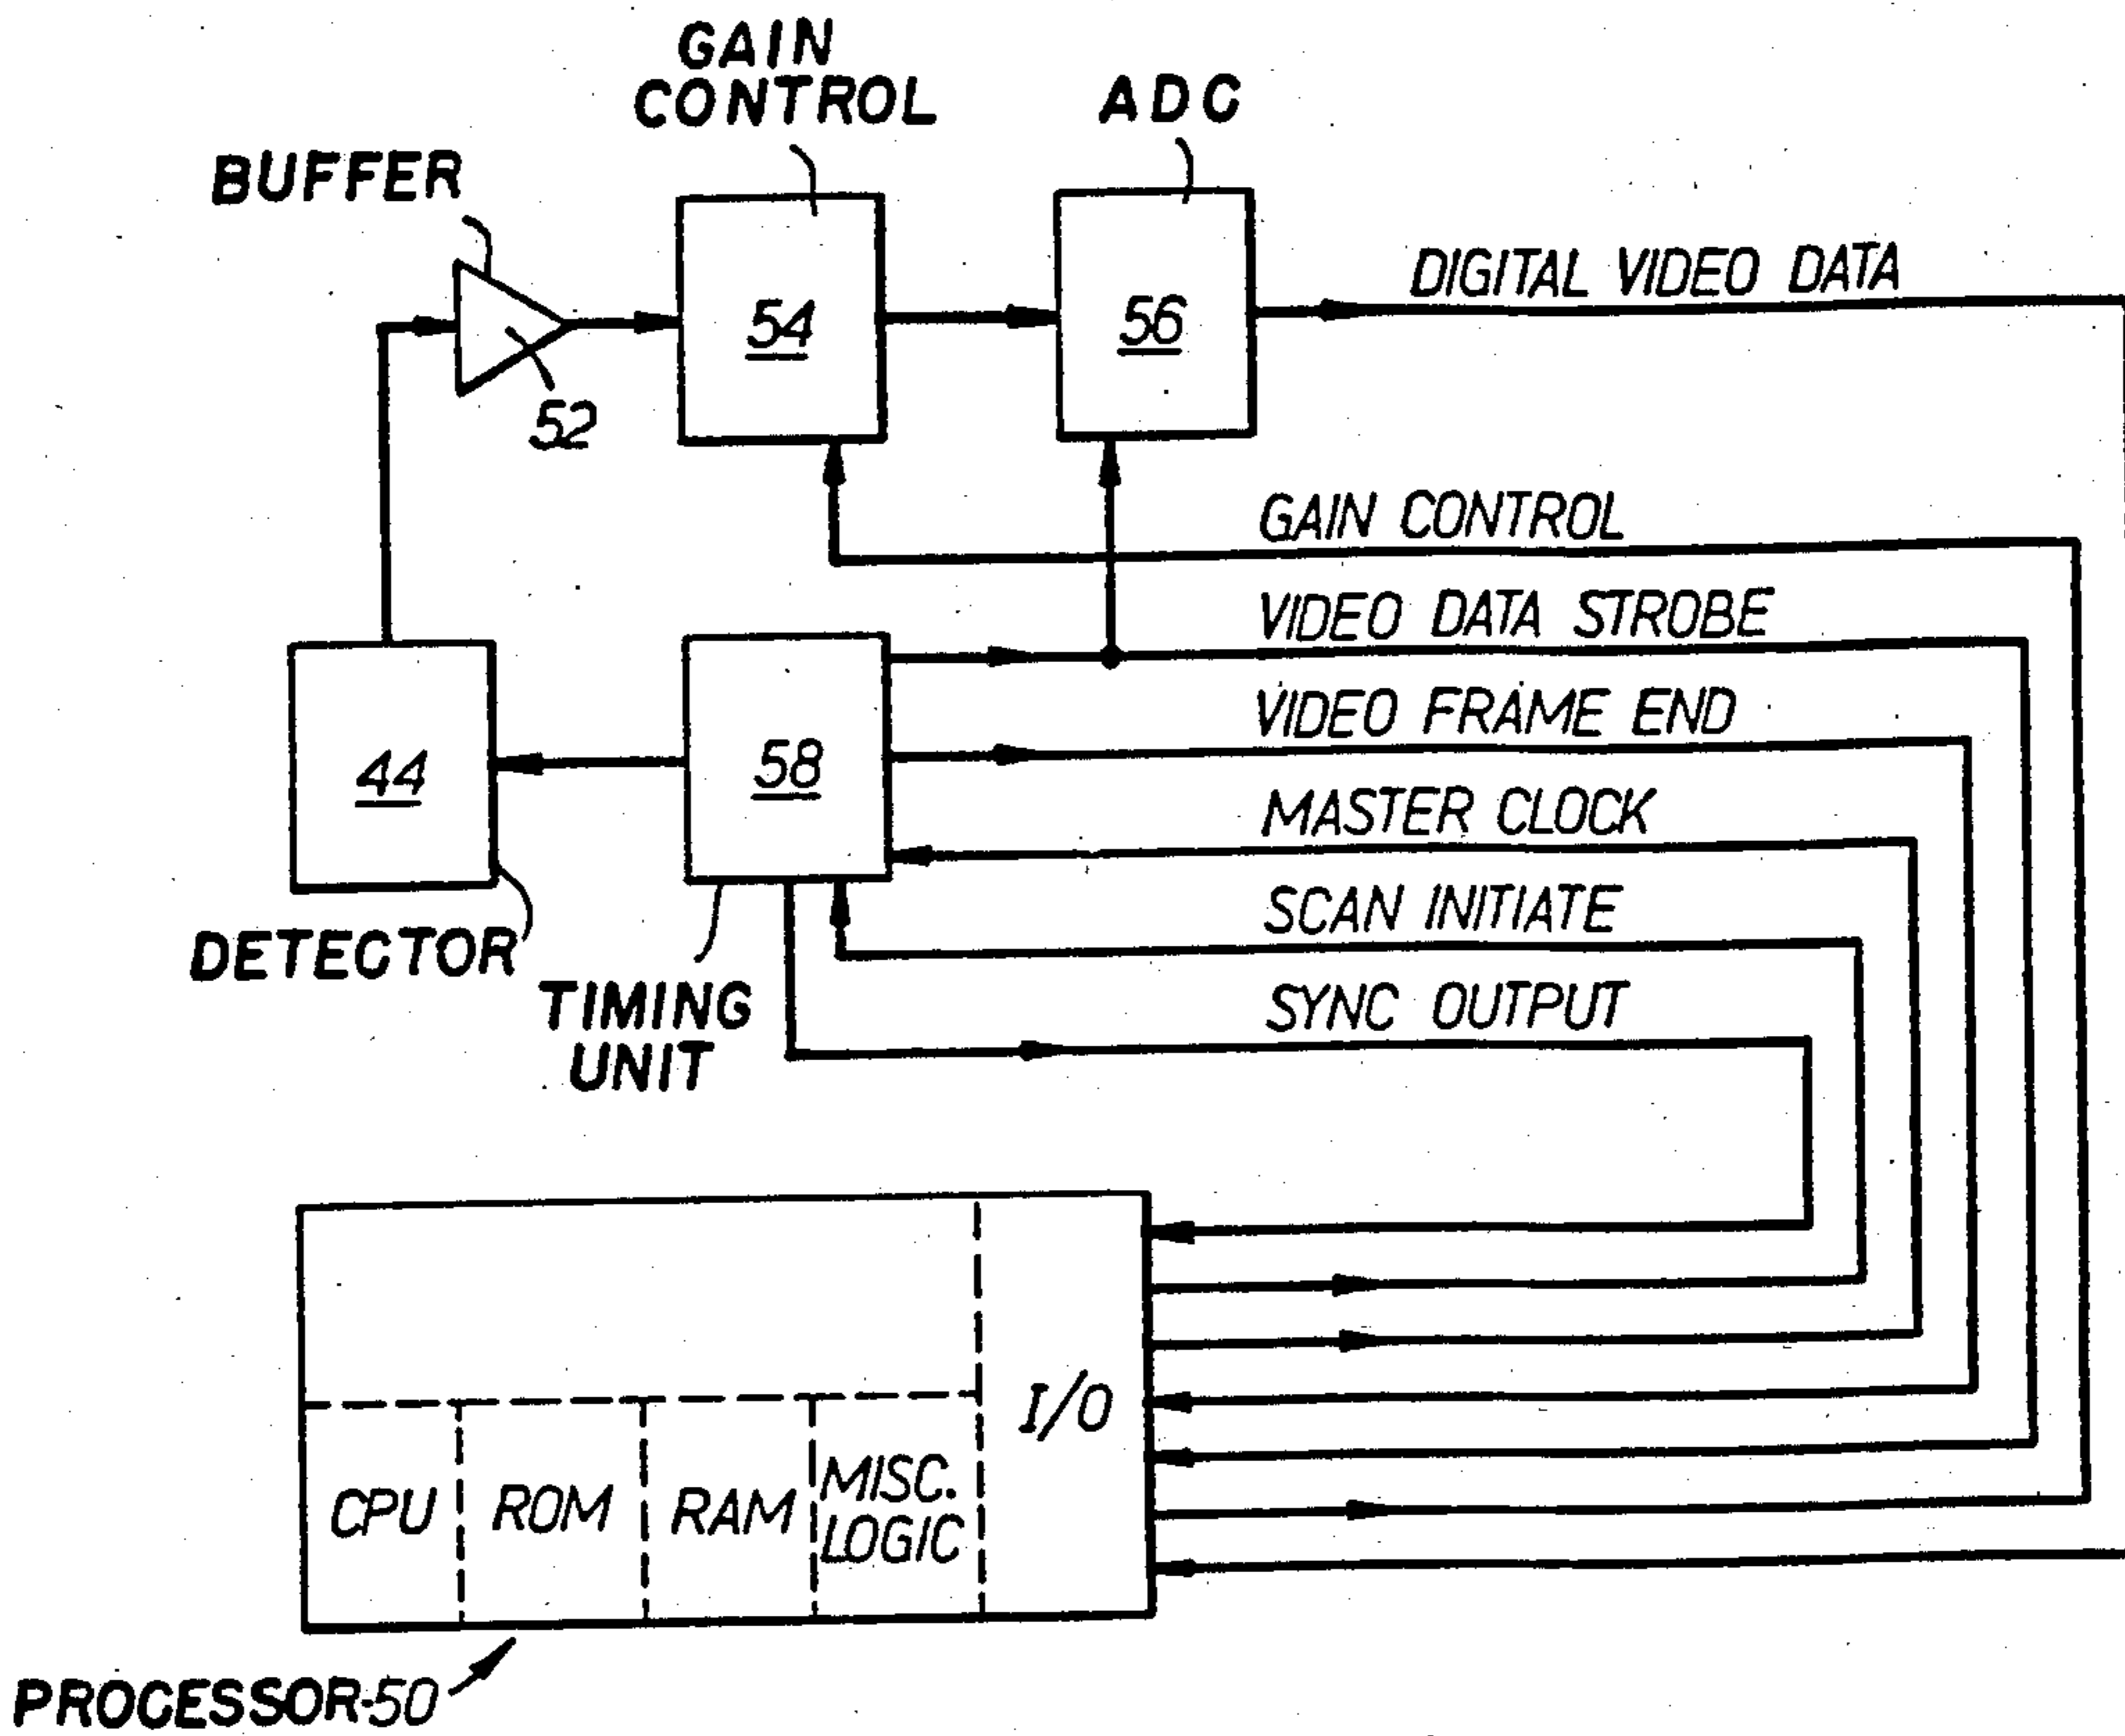 GAIN
CONTROL
ADC
BUFFER
54
56
DIGITAL VIDEO DATA
52
GAIN CONTROL
VIDEO DATA STROBE
VIDEO FRAME END
44
58
MASTER CLOCK
SCAN INITIATE
DETECTOR
TIMING
UNIT
SYNC OUTPUT
I/O
CPU
ROM
RAM
MISC.
LOGIC
PROCESSOR-50